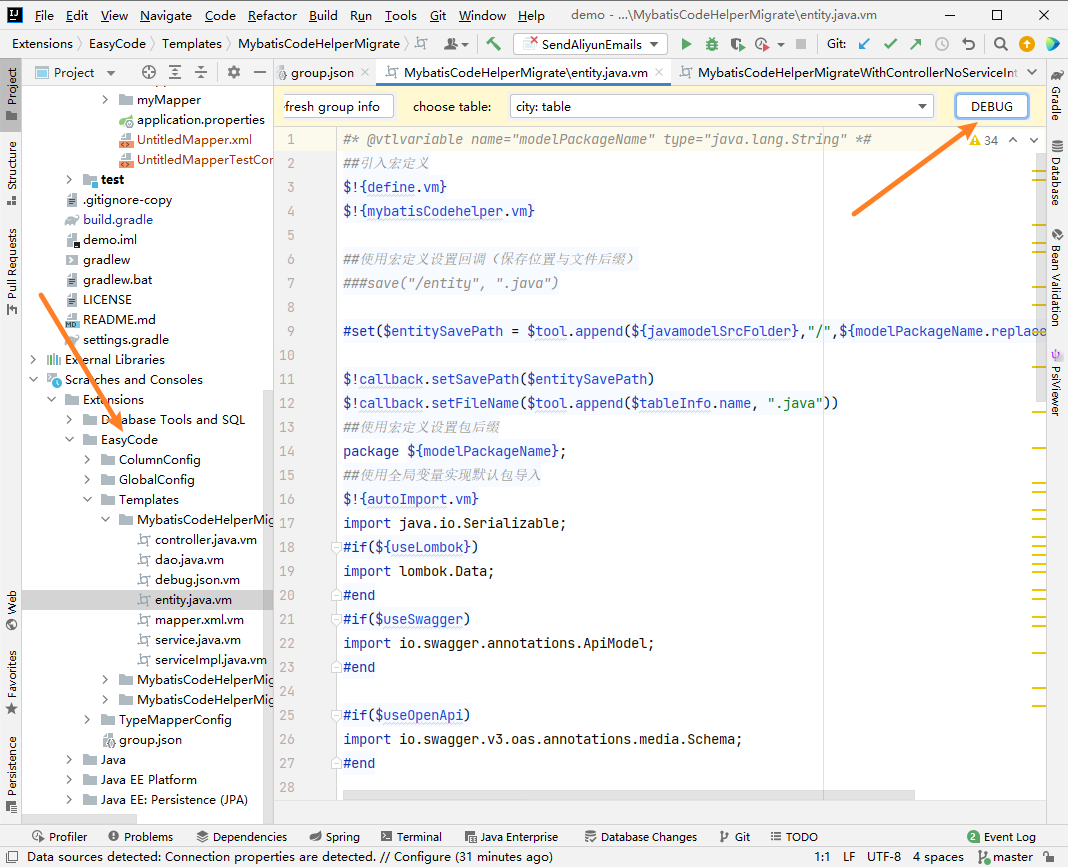 File Edit View Navigate Code Refactor Build Run Tools Git Window Help demo - ...\MybatisCodeHelperMigrate\entity.java.vm
Extensions EasyCode Templates MybatisCodeHelperMigrate SendAliyunEmails Git:
Project
group.json MybatisCodeHelperMigrate\entity.java.vm MybatisCodeHelperMigrateWithControllerNoServiceInt
fresh group info choose table: city: table DEBUG
34
Project
Structure
Pull Requests
Web
Favorites
Persistence
myMapper
application.properties
UntitledMapper.xml
UntitledMapperTestCor
test
.gitignore-copy
build.gradle
demo.iml
gradlew
gradlew.bat
LICENSE
README.md
settings.gradle
External Libraries
Scratches and Consoles
Extensions
Database Tools and SQL
EasyCode
ColumnConfig
GlobalConfig
Templates
MybatisCodeHelperMig
controller.java.vm
dao.java.vm
debug.json.vm
entity.java.vm
mapper.xml.vm
service.java.vm
serviceImpl.java.vm
MybatisCodeHelperMig
MybatisCodeHelperMig
TypeMapperConfig
group.json
Java
Java EE Platform
Java EE: Persistence (JPA)
1 #* @vtlvariable name="modelPackageName" type="java.lang.String" *#
2 ##引入宏定义
3 $!{define.vm}
4 $!{mybatisCodehelper.vm}
5
6 ##使用宏定义设置回调（保存位置与文件后缀）
7 ###save("/entity", ".java")
8
9 #set($entitySavePath = $tool.append(${javamodelSrcFolder},"/",${modelPackageName.replace
10
11 $!callback.setSavePath($entitySavePath)
12 $!callback.setFileName($tool.append($tableInfo.name, ".java"))
13 ##使用宏定义设置包后缀
14 package ${modelPackageName};
15 ##使用全局变量实现默认包导入
16 $!{autoImport.vm}
17 import java.io.Serializable;
18 #if(${useLombok})
19 import lombok.Data;
20 #end
21 #if($useSwagger)
22 import io.swagger.annotations.ApiModel;
23 #end
24
25 #if($useOpenApi)
26 import io.swagger.v3.oas.annotations.media.Schema;
27 #end
28
Gradle
Database
Bean Validation
PsiViewer
Profiler Problems Dependencies Spring Terminal Java Enterprise Database Changes Git TODO 2 Event Log
Data sources detected: Connection properties are detected. // Configure (31 minutes ago) 1:1 LF UTF-8 4 spaces master